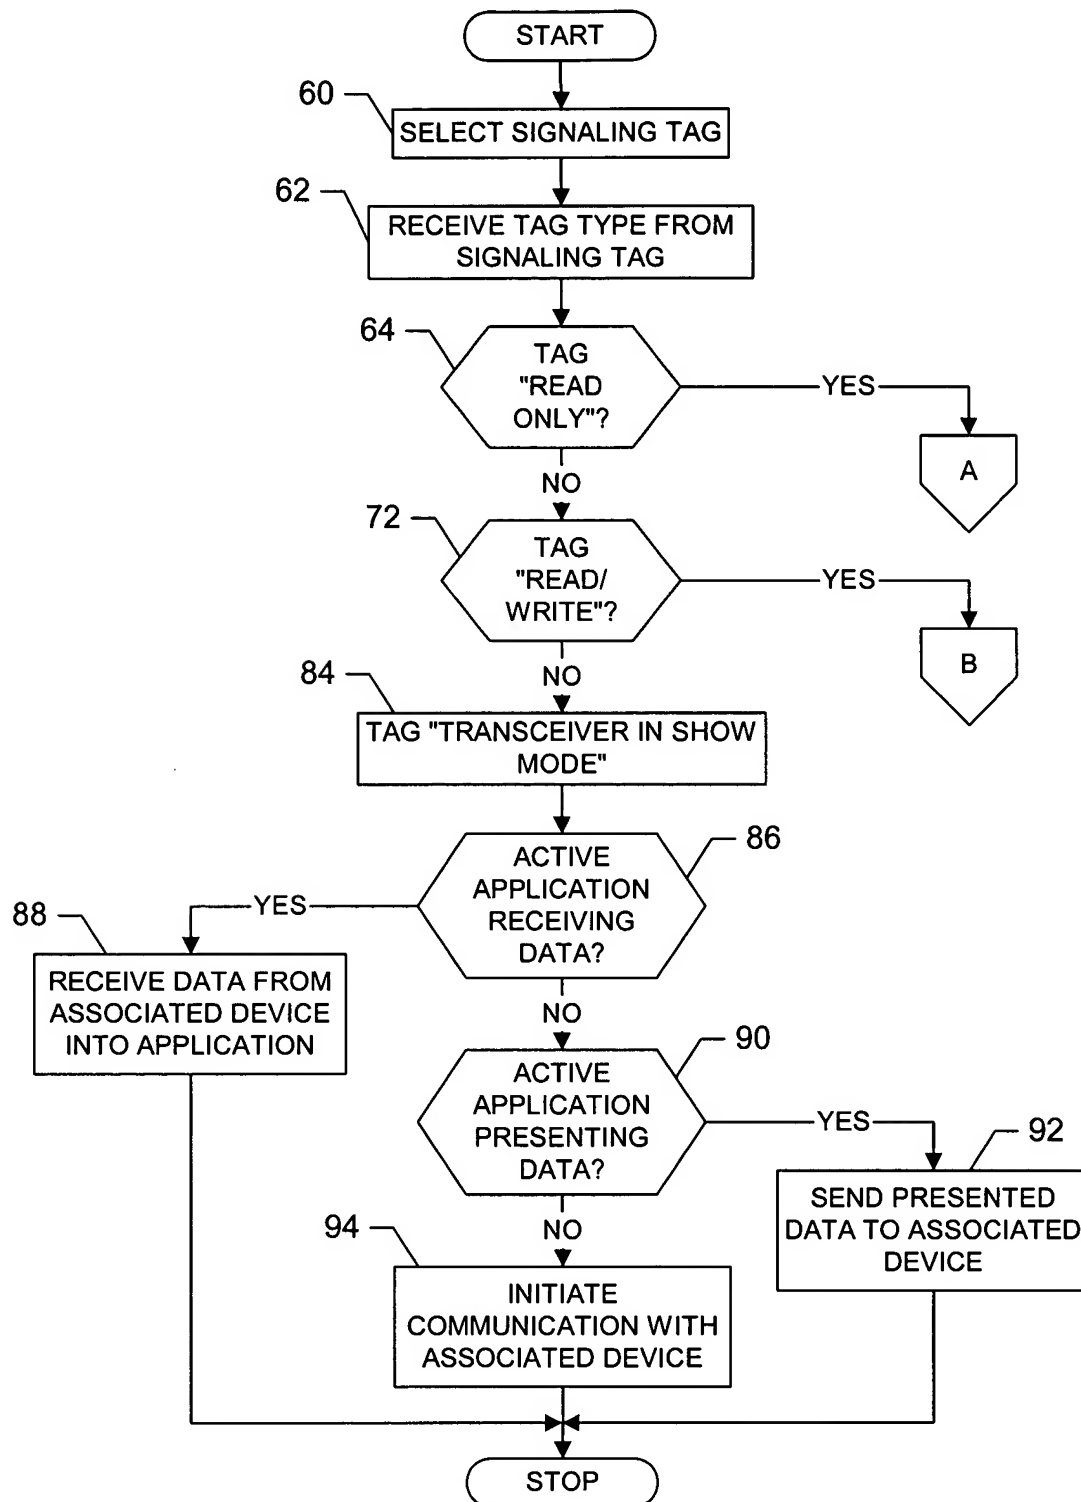 START
60
SELECT SIGNALING TAG
62
RECEIVE TAG TYPE FROM
SIGNALING TAG
64
TAG
"READ
ONLY"?
YES
A
NO
72
TAG
"READ/
WRITE"?
YES
B
NO
84
TAG "TRANSCEIVER IN SHOW
MODE"
86
ACTIVE
APPLICATION
RECEIVING
DATA?
YES
88
RECEIVE DATA FROM
ASSOCIATED DEVICE
INTO APPLICATION
NO
90
ACTIVE
APPLICATION
PRESENTING
DATA?
YES
92
SEND PRESENTED
DATA TO ASSOCIATED
DEVICE
NO
94
INITIATE
COMMUNICATION WITH
ASSOCIATED DEVICE
STOP